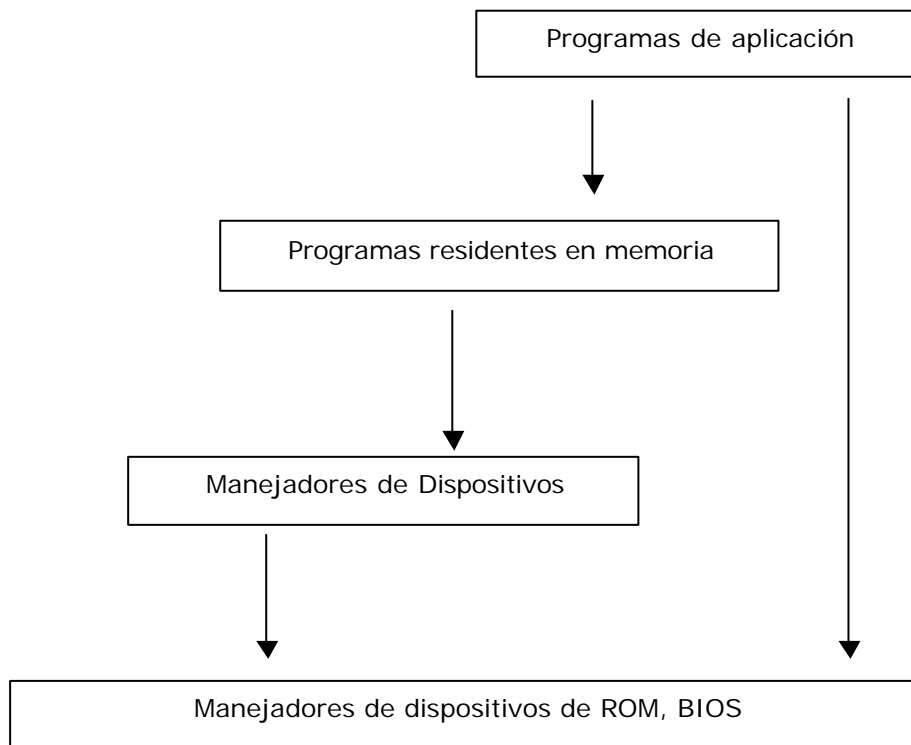 Programas de aplicación
Programas residentes en memoria
Manejadores de Dispositivos
Manejadores de dispositivos de ROM, BIOS